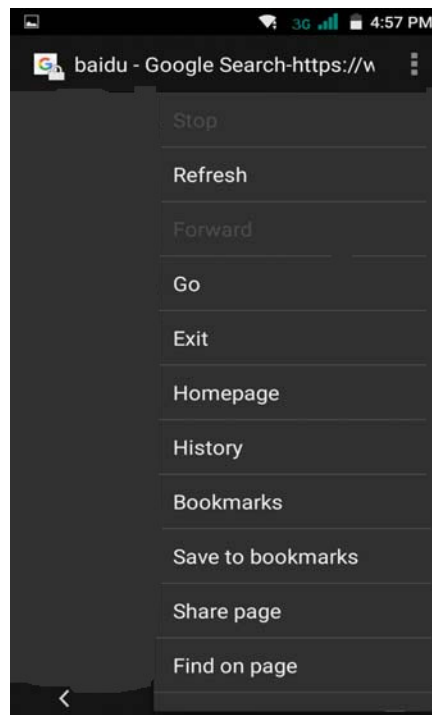 3G 4:57 PM
baidu - Google Search-https://w
Stop
Refresh
Forward
Go
Exit
Homepage
History
Bookmarks
Save to bookmarks
Share page
Find on page